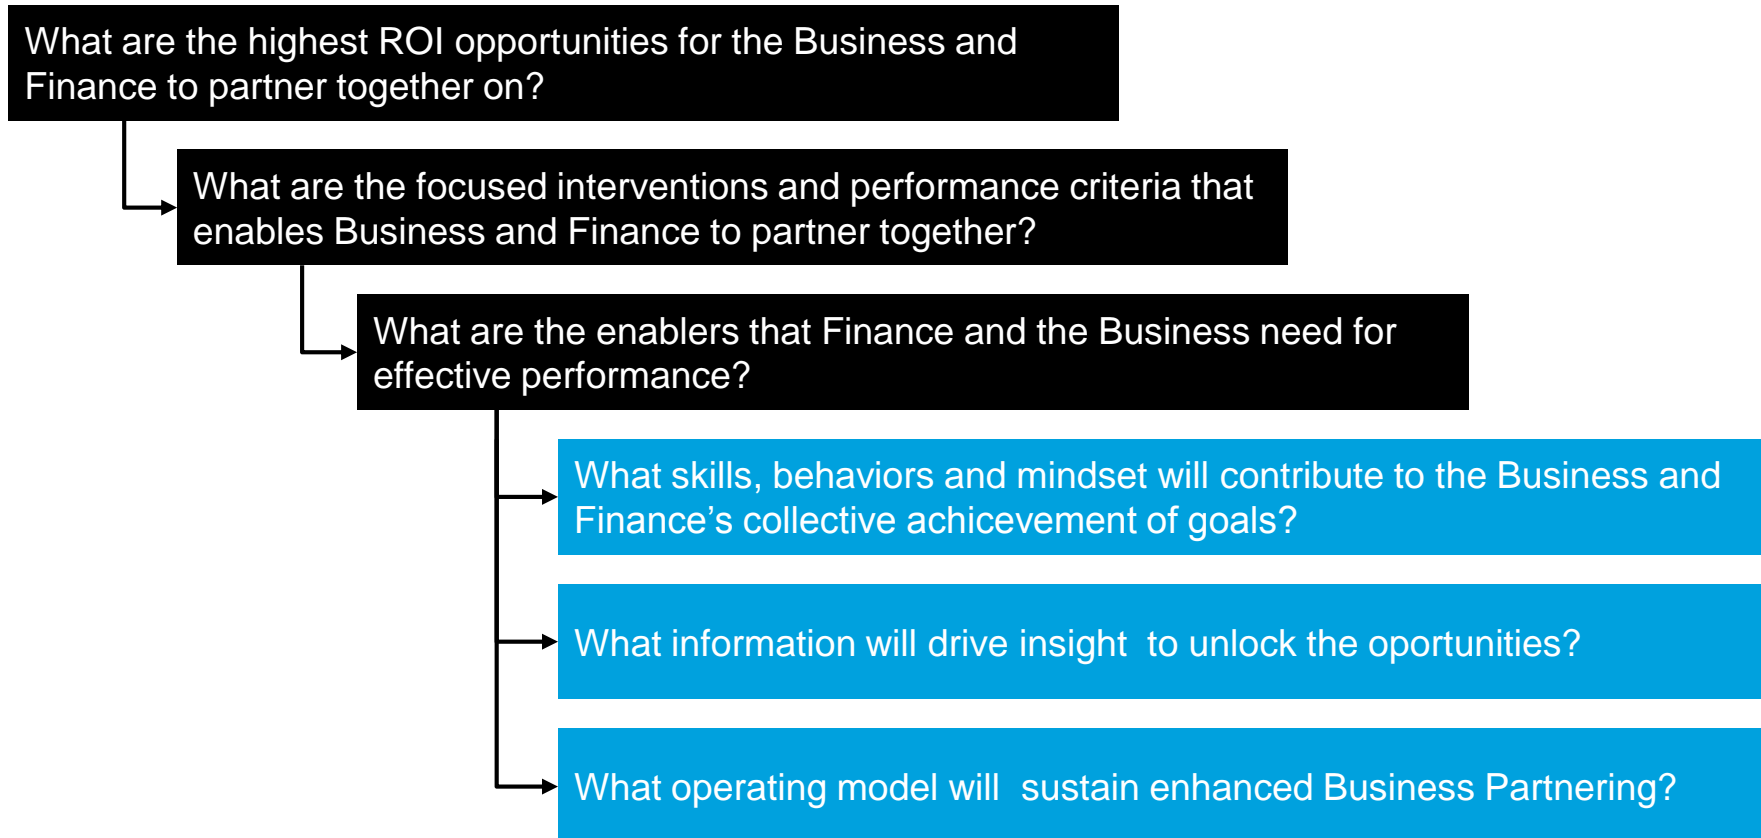 What are the highest ROI opportunities for the Business and
Finance to partner together on?
What are the focused interventions and performance criteria that
enables Business and Finance to partner together?
What are the enablers that Finance and the Business need for
effective performance?
What skills, behaviors and mindset will contribute to the Business and
Finance’s collective achicevement of goals?
What information will drive insight  to unlock the oportunities?
What operating model will  sustain enhanced Business Partnering?